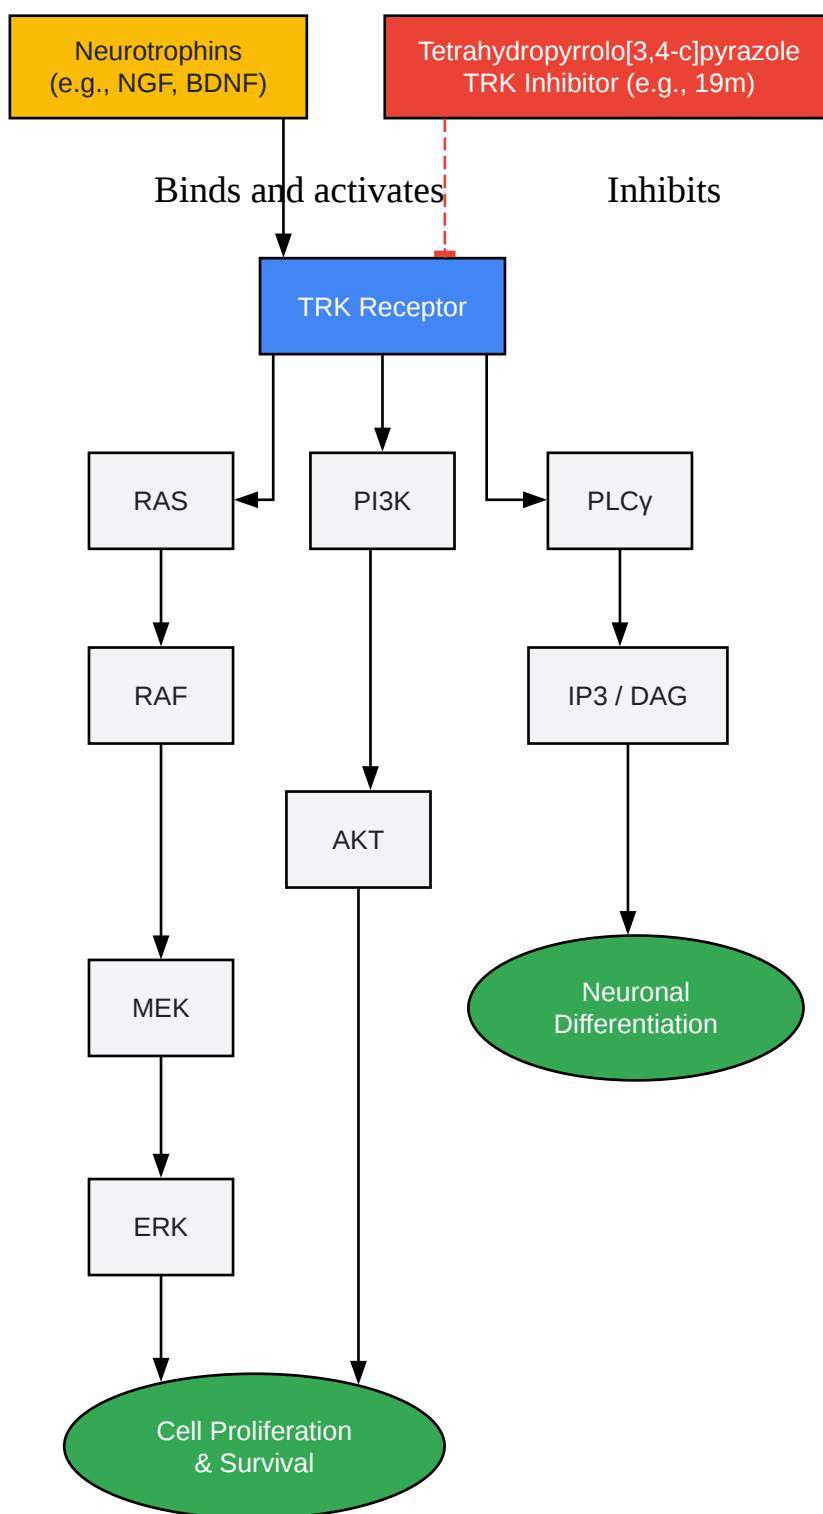 Neurotrophins
(e.g., NGF, BDNF)
Tetrahydropyrrolo[3,4-c]pyrazole
TRK Inhibitor (e.g., 19m)
Binds and activates
Inhibits
TRK Receptor
RAS
PI3K
PLCγ
RAF
IP3 / DAG
AKT
MEK
Neuronal
Differentiation
ERK
Cell Proliferation
& Survival